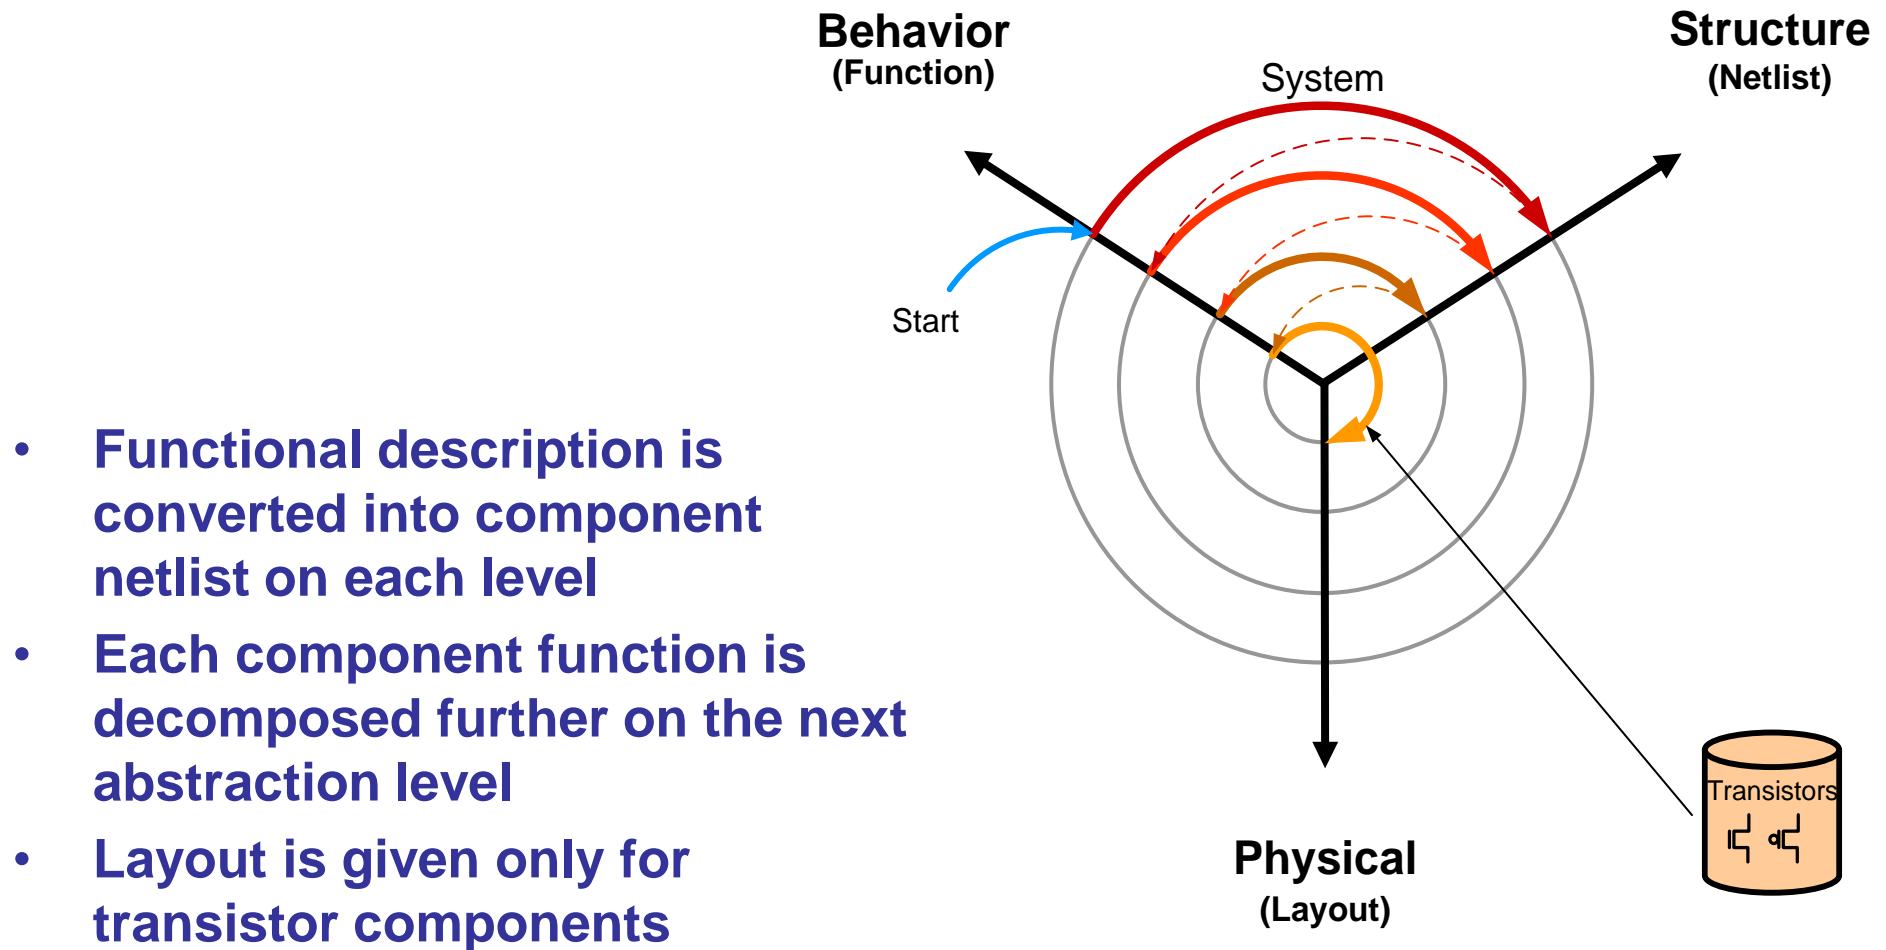 Behavior
(Function)
Structure
(Netlist)
System
Start
• Functional description is
converted into component
netlist on each level
• Each component function is
decomposed further on the next
abstraction level
• Layout is given only for
transistor components
Transistors
Physical
(Layout)